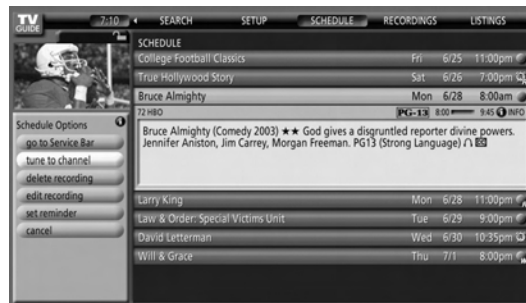 TV GUIDE
7:10
SEARCH SETUP SCHEDULE RECORDINGS LISTINGS
SCHEDULE
College Football Classics Fri 6/25 11:00pm
True Hollywood Story Sat 6/26 7:00pm
Bruce Almighty Mon 6/28 8:00am
72 HBO PG-13 8:00 9:45 INFO
Bruce Almighty (Comedy 2003) ★★ God gives a disgruntled reporter divine powers.
Jennifer Aniston, Jim Carrey, Morgan Freeman. PG13 (Strong Language)
Schedule Options
go to Service Bar
tune to channel
delete recording
edit recording
set reminder
cancel
Larry King Mon 6/28 11:00pm
Law & Order: Special Victims Unit Tue 6/29 9:00pm
David Letterman Wed 6/30 10:35pm
Will & Grace Thu 7/1 8:00pm